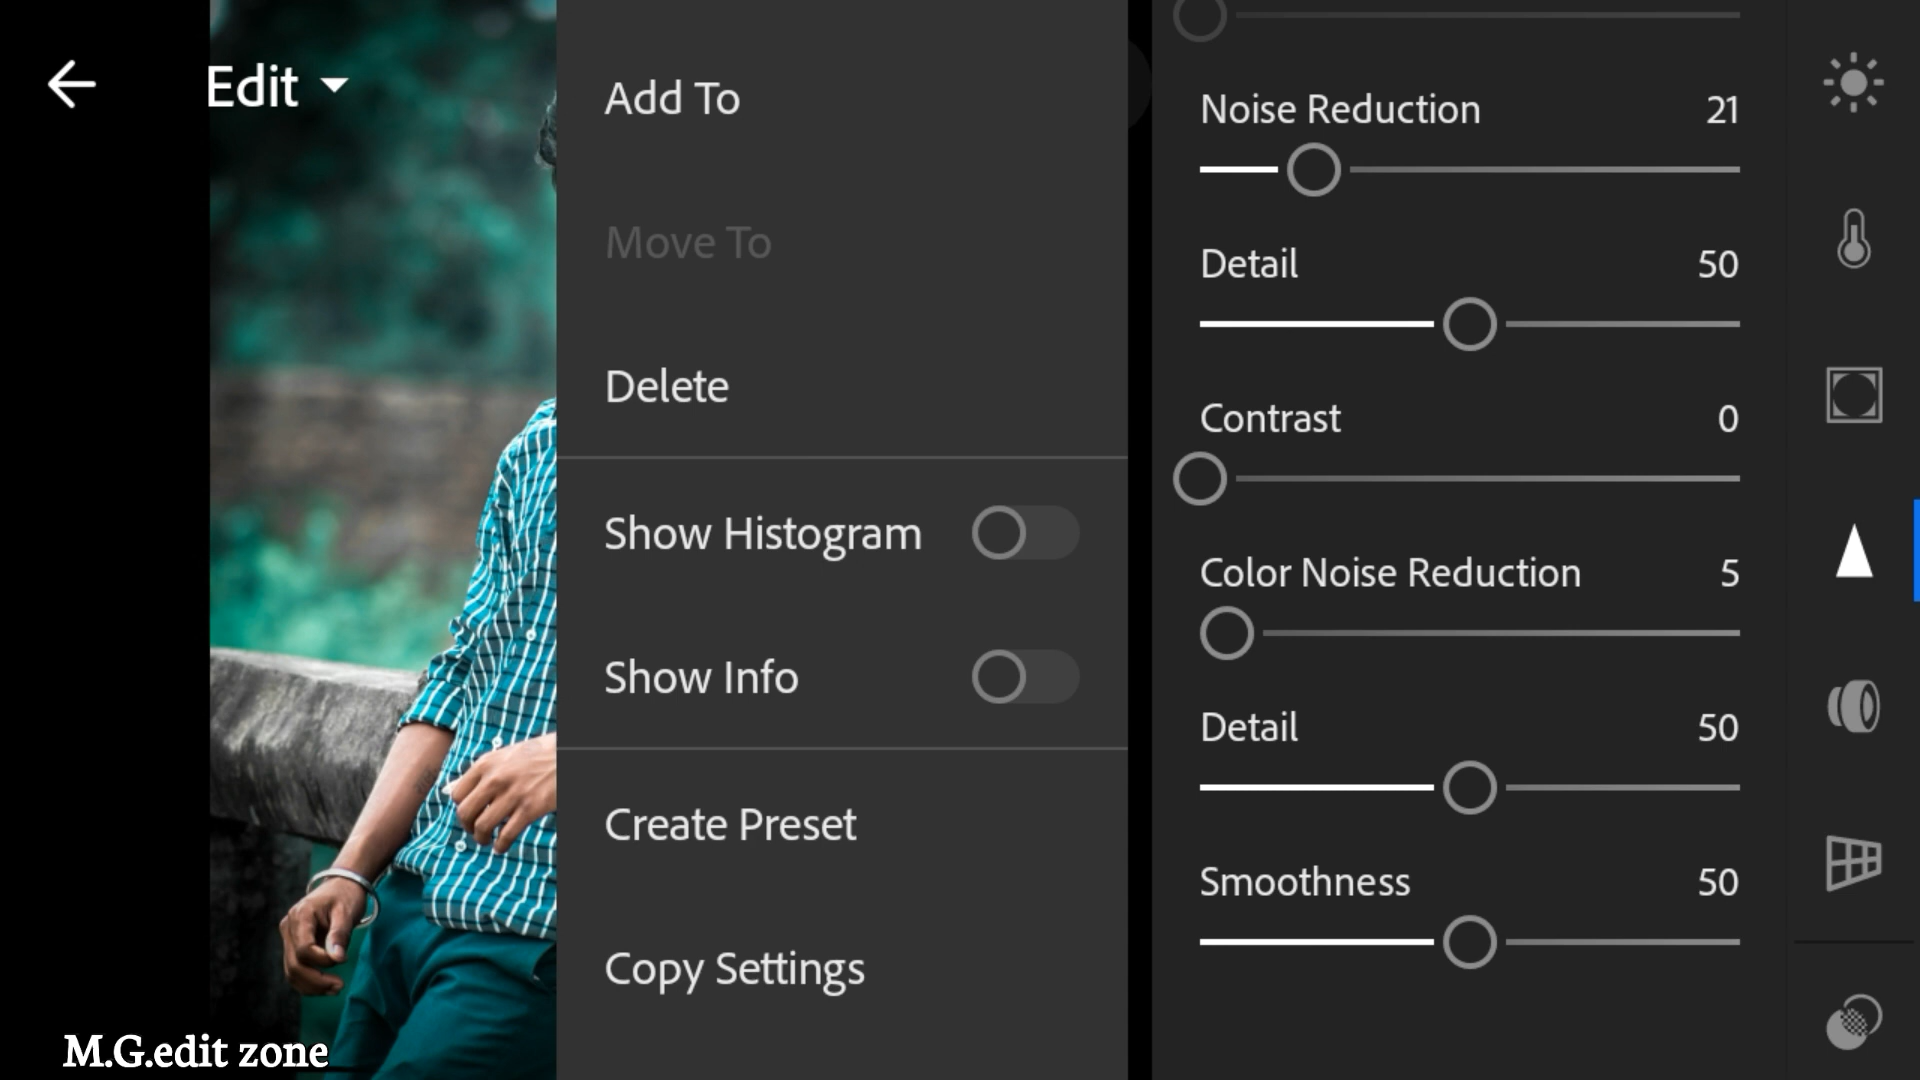 Edit
Add To
Move To
Delete
Show Histogram
Show Info
Create Preset
Copy Settings
Noise Reduction 21
Detail 50
Contrast 0
Color Noise Reduction 5
Detail 50
Smoothness 50
M.G.edit zone